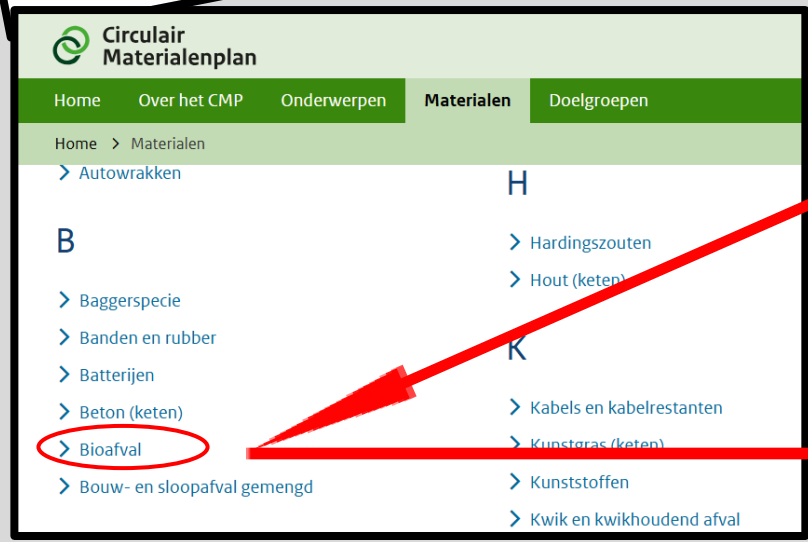 Circulair
Materialenplan
Home Over het CMP Onderwerpen Materialen Doelgroepen
Home > Materialen
> Autowrakken
B
> Baggerspecie
> Banden en rubber
> Batterijen
> Beton (keten)
> Bioafval
> Bouw- en sloopafval gemengd
H
> Hardingszouten
> Hout (keten)
K
> Kabels en kabelrestanten
> Kunstgras (keten)
> Kunststoffen
> Kwik en kwikhoudend afval